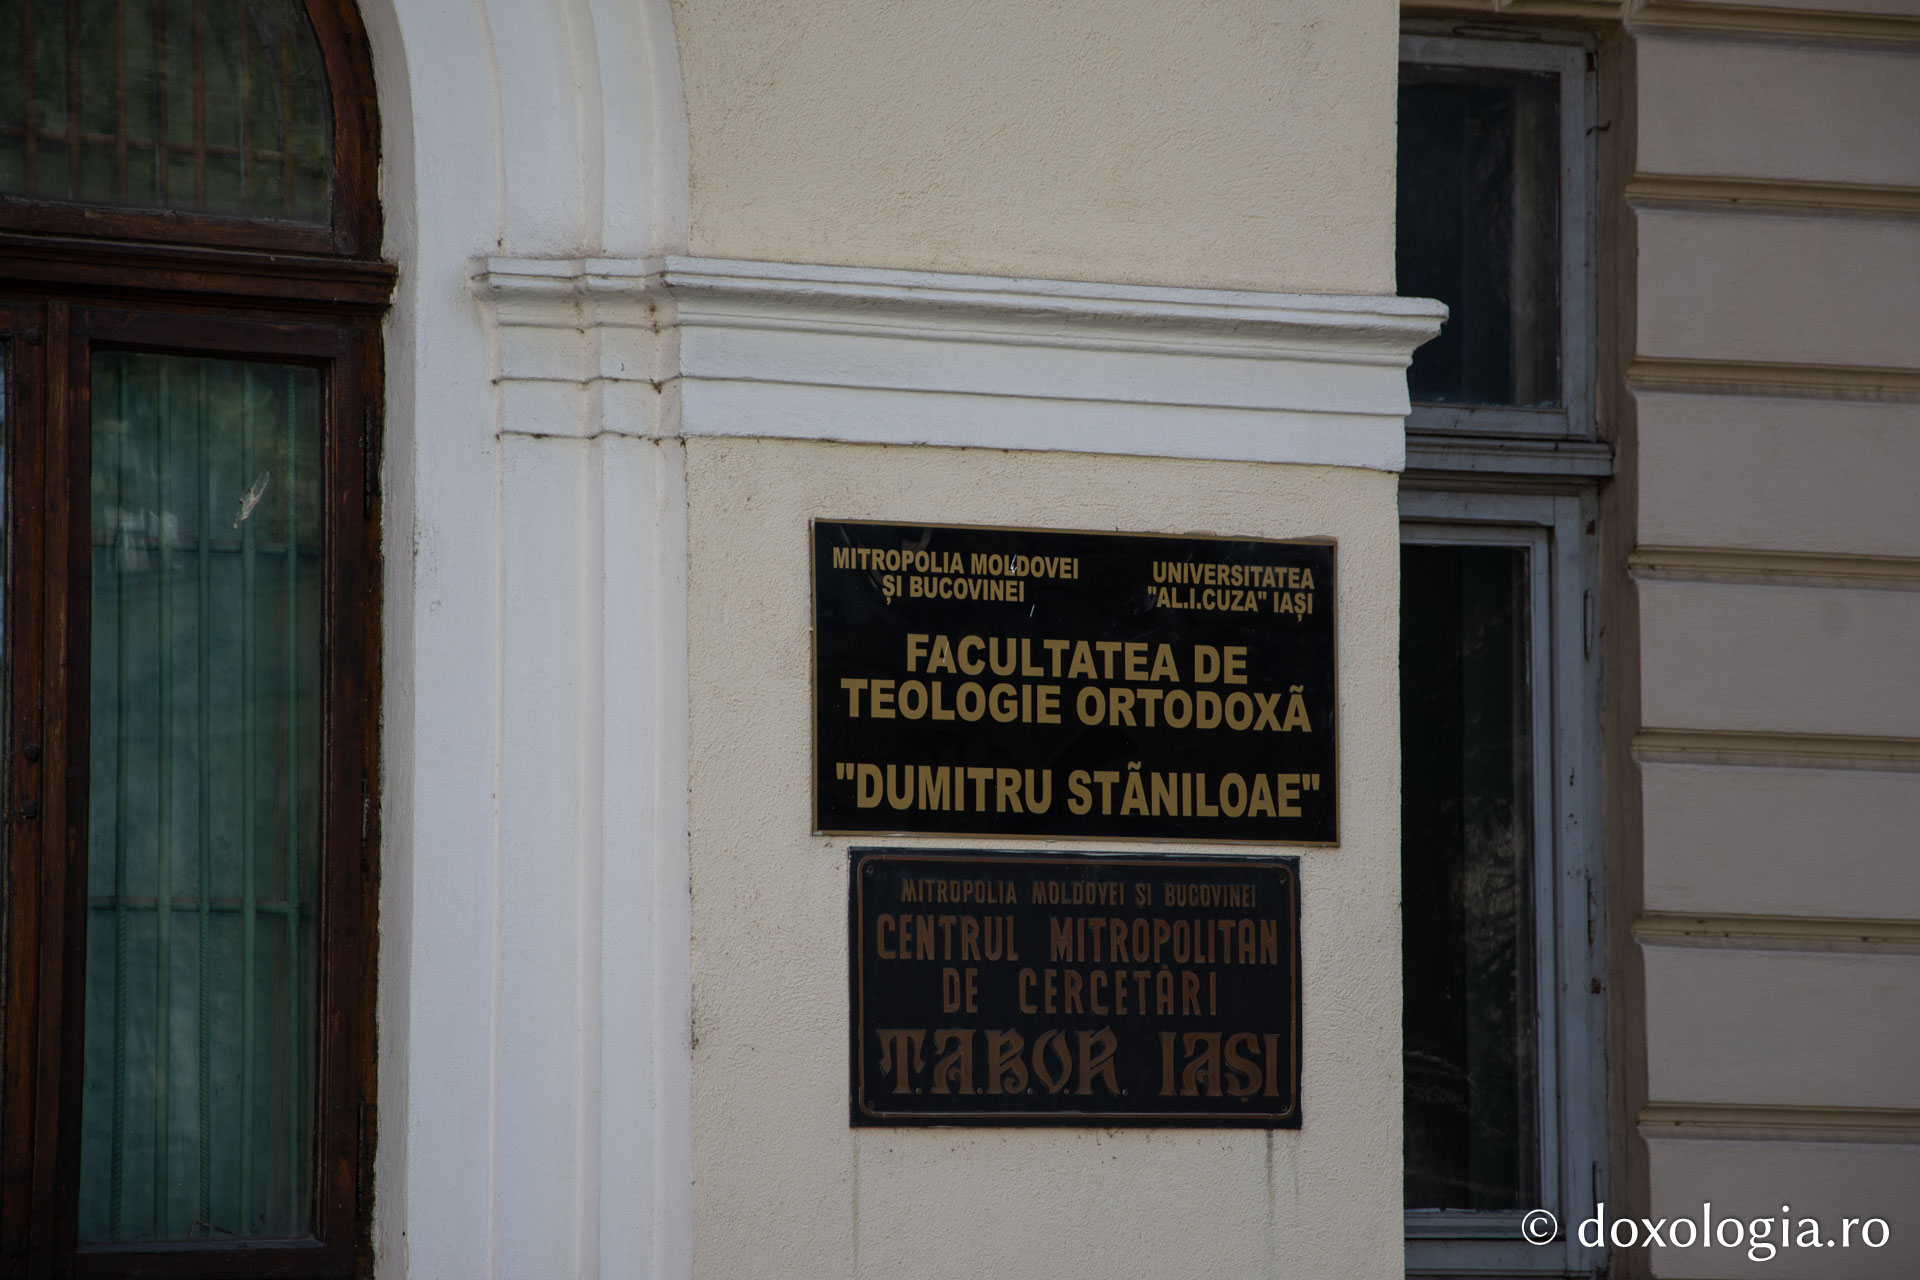 MITROPOLIA MOLDOVEI
ȘI BUCOVINEI
UNIVERSITATEA
"AL.I.CUZA" IAȘI
FACULTATEA DE
TEOLOGIE ORTODOXÃ
"DUMITRU STÃNILOAE"
MITROPOLIA MOLDOVEI ȘI BUCOVINEI
CENTRUL MITROPOLITAN
DE CERCETĂRI
T.A.B.O.R. IAȘI
© doxologia.ro